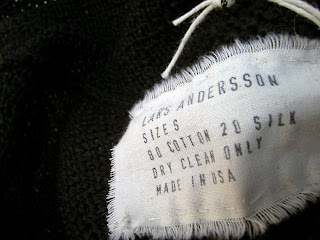 LARS ANDERSSON
SIZE S
80 COTTON 20 SILK
DRY CLEAN ONLY
MADE IN USA